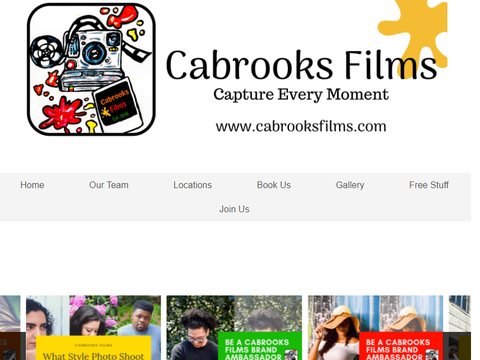 Cabrooks
Films
Cabrooks Films
Capture Every Moment
www.cabrooksfilms.com
Home
Our Team
Locations
Book Us
Gallery
Free Stuff
Join Us
CABROOKS FILMS
What Style Photo Shoot
BE A CABROOKS
FILMS BRAND
AMBASSADOR
BE A CABROOKS
FILMS BRAND
AMBASSADOR